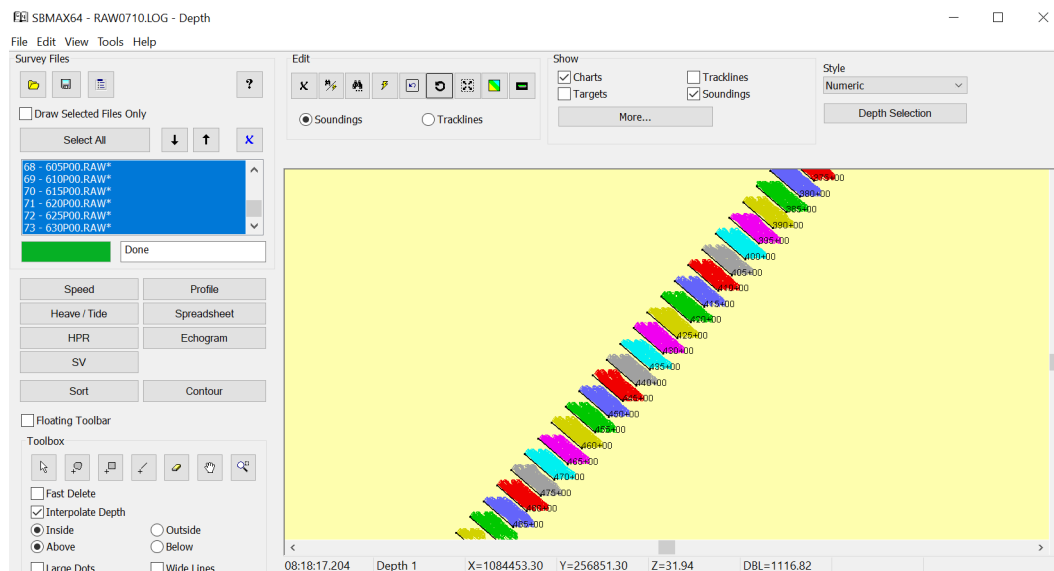 SBMAX64 - RAW0710.LOG - Depth
File Edit View Tools Help
Survey Files
?
Draw Selected Files Only
Select All
68 - 605P00.RAW*
69 - 610P00.RAW*
70 - 615P00.RAW*
71 - 620P00.RAW*
72 - 625P00.RAW*
73 - 630P00.RAW*
Done
Speed
Profile
Heave / Tide
Spreadsheet
HPR
Echogram
SV
Sort
Contour
Floating Toolbar
Toolbox
Fast Delete
Interpolate Depth
Inside
Outside
Above
Below
Large Dots
Wide Lines
Edit
Soundings
Tracklines
Show
Charts
Tracklines
Targets
Soundings
More...
Style
Numeric
Depth Selection
375+00
380+00
385+00
390+00
395+00
400+00
405+00
410+00
415+00
420+00
425+00
430+00
435+00
440+00
445+00
450+00
455+00
460+00
465+00
470+00
475+00
480+00
485+00
08:18:17.204
Depth 1
X=1084453.30
Y=256851.30
Z=31.94
DBL=1116.82